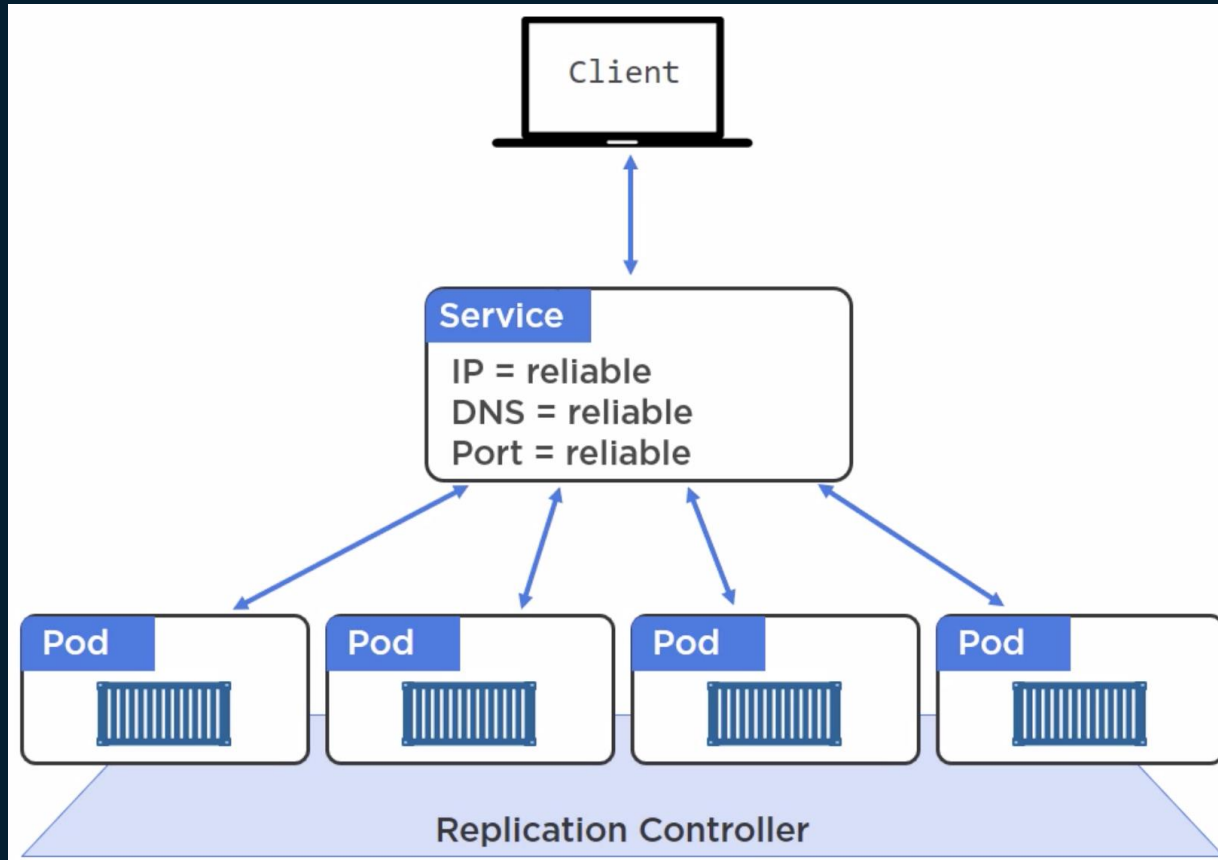 Client
Service
IP = reliable
DNS = reliable
Port = reliable
Pod
Pod
Pod
Pod
Replication Controller